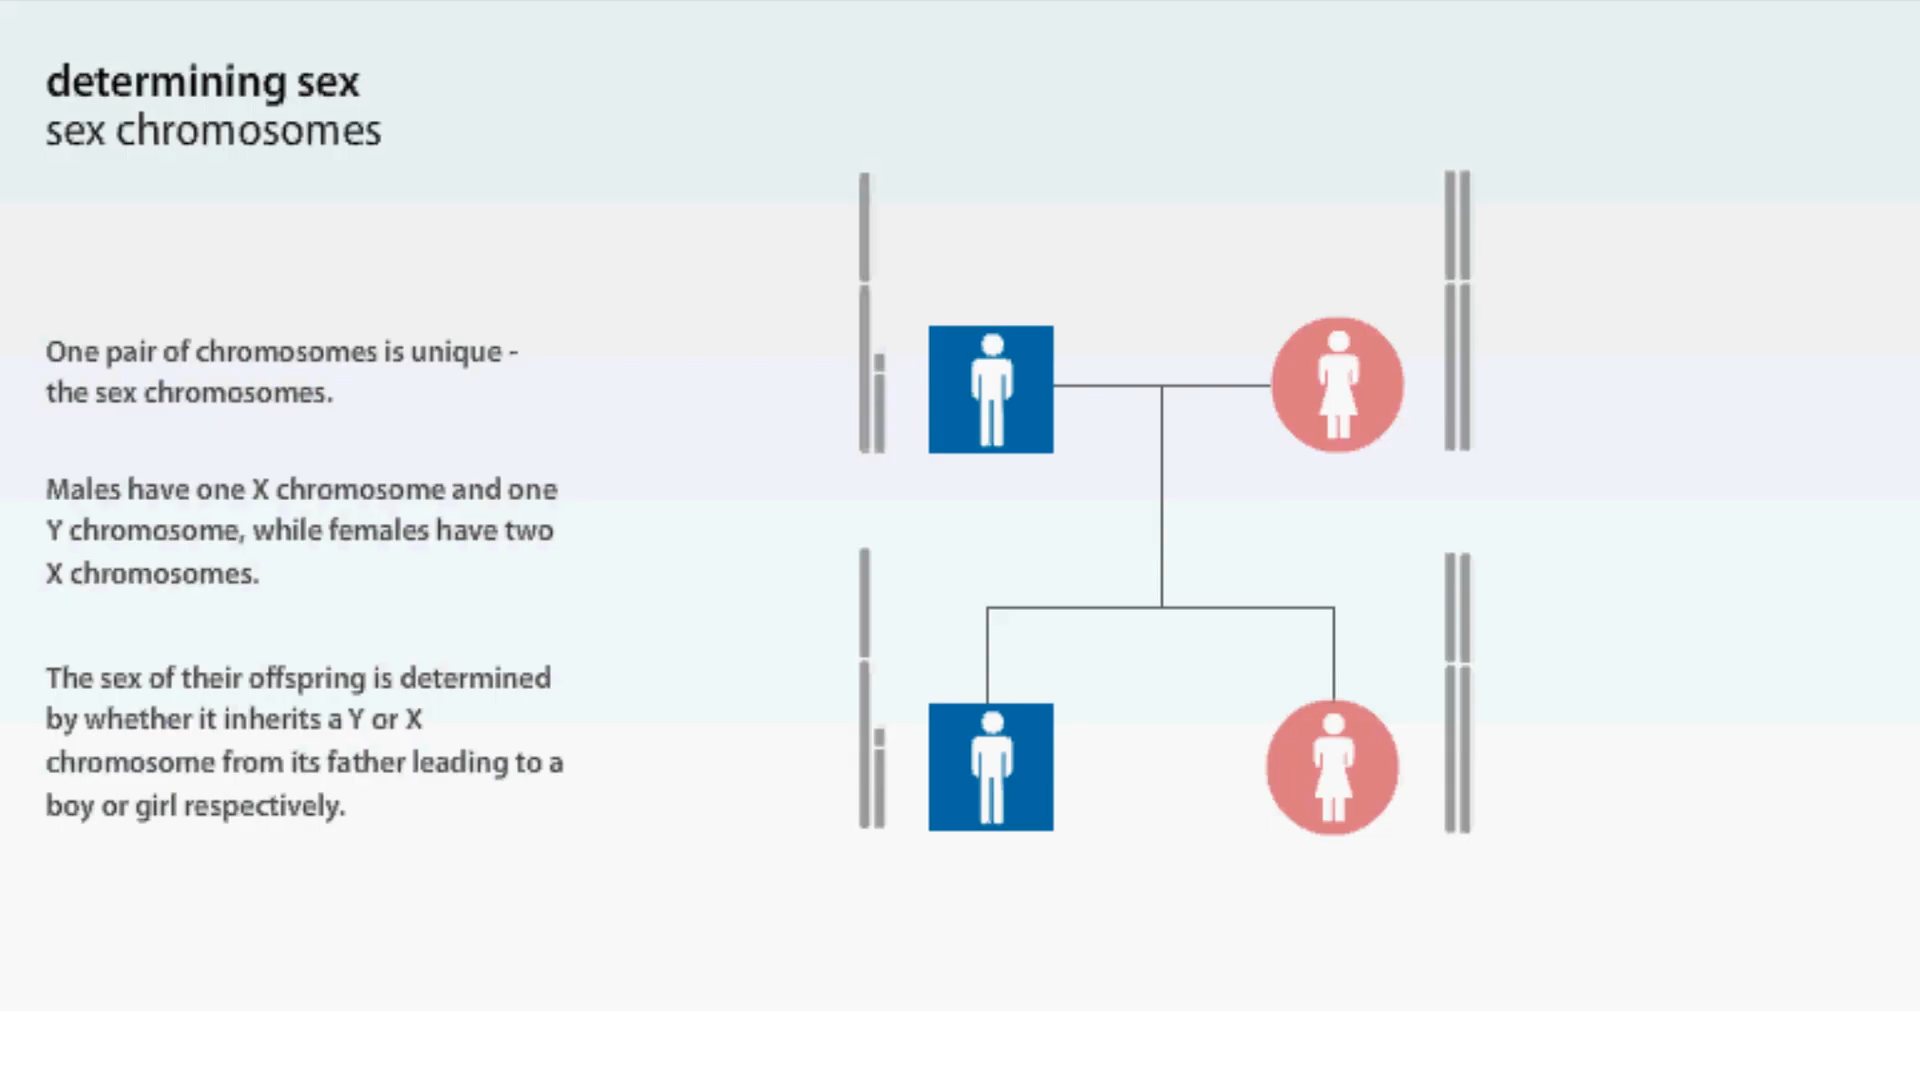 determining sex
sex chromosomes
One pair of chromosomes is unique -
the sex chromosomes.
Males have one X chromosome and one
Y chromosome, while females have two
X chromosomes.
The sex of their offspring is determined
by whether it inherits a Y or X
chromosome from its father leading to a
boy or girl respectively.